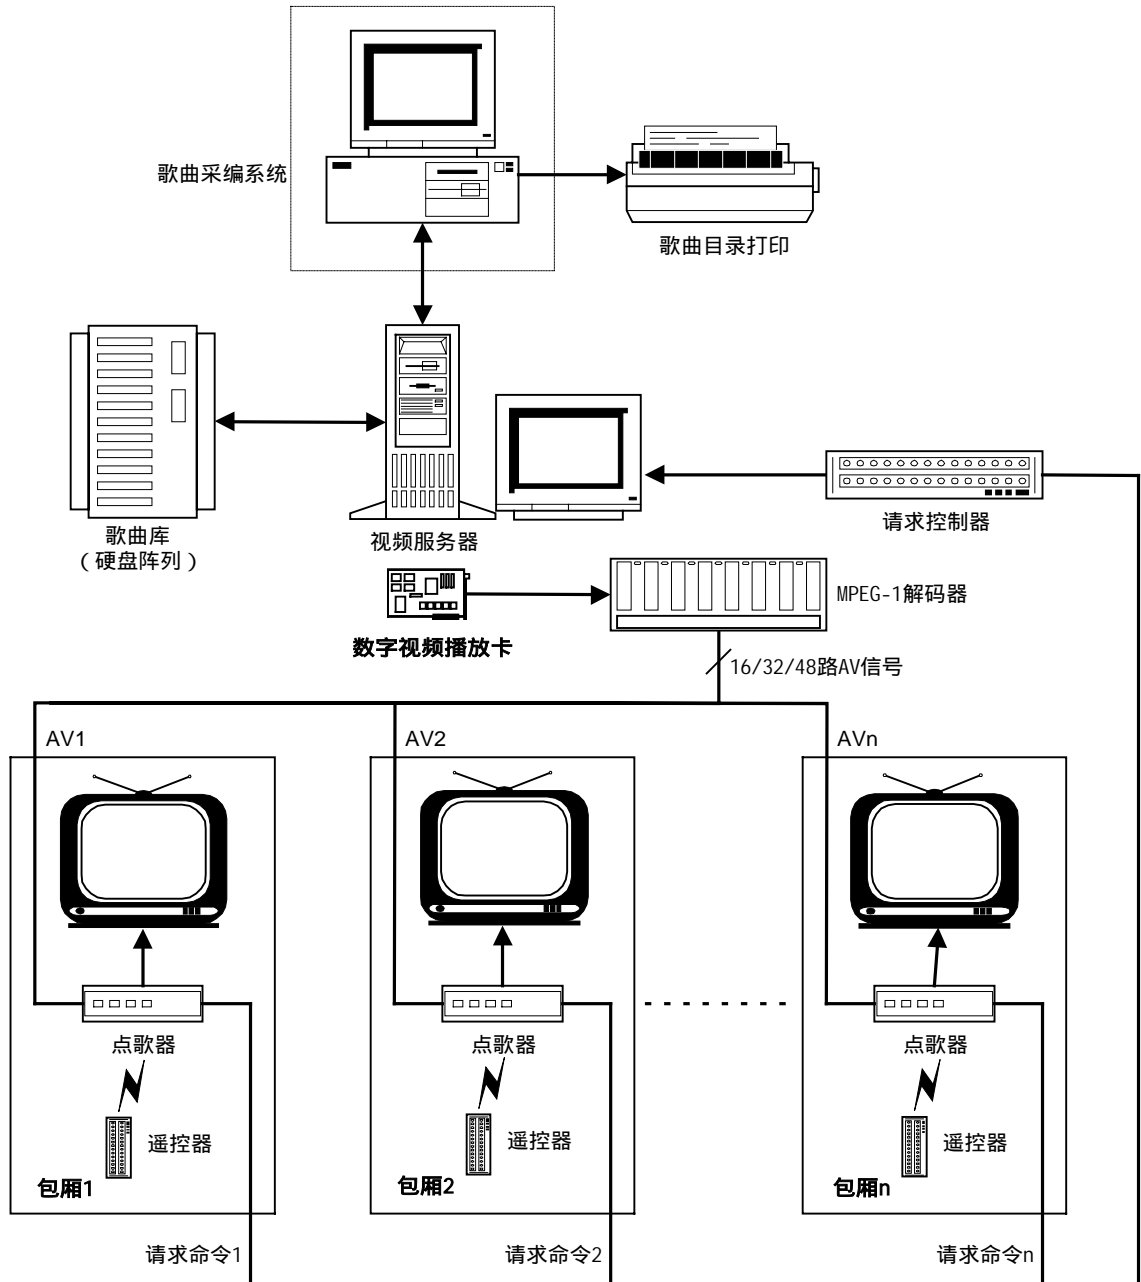 歌曲采编系统
歌曲目录打印
歌曲库
（硬盘阵列）
视频服务器
请求控制器
MPEG-1解码器
数字视频播放卡
16/32/48路AV信号
AV1
AV2
AVn
点歌器
点歌器
点歌器
遥控器
遥控器
遥控器
包厢1
包厢2
包厢n
请求命令1
请求命令2
请求命令n